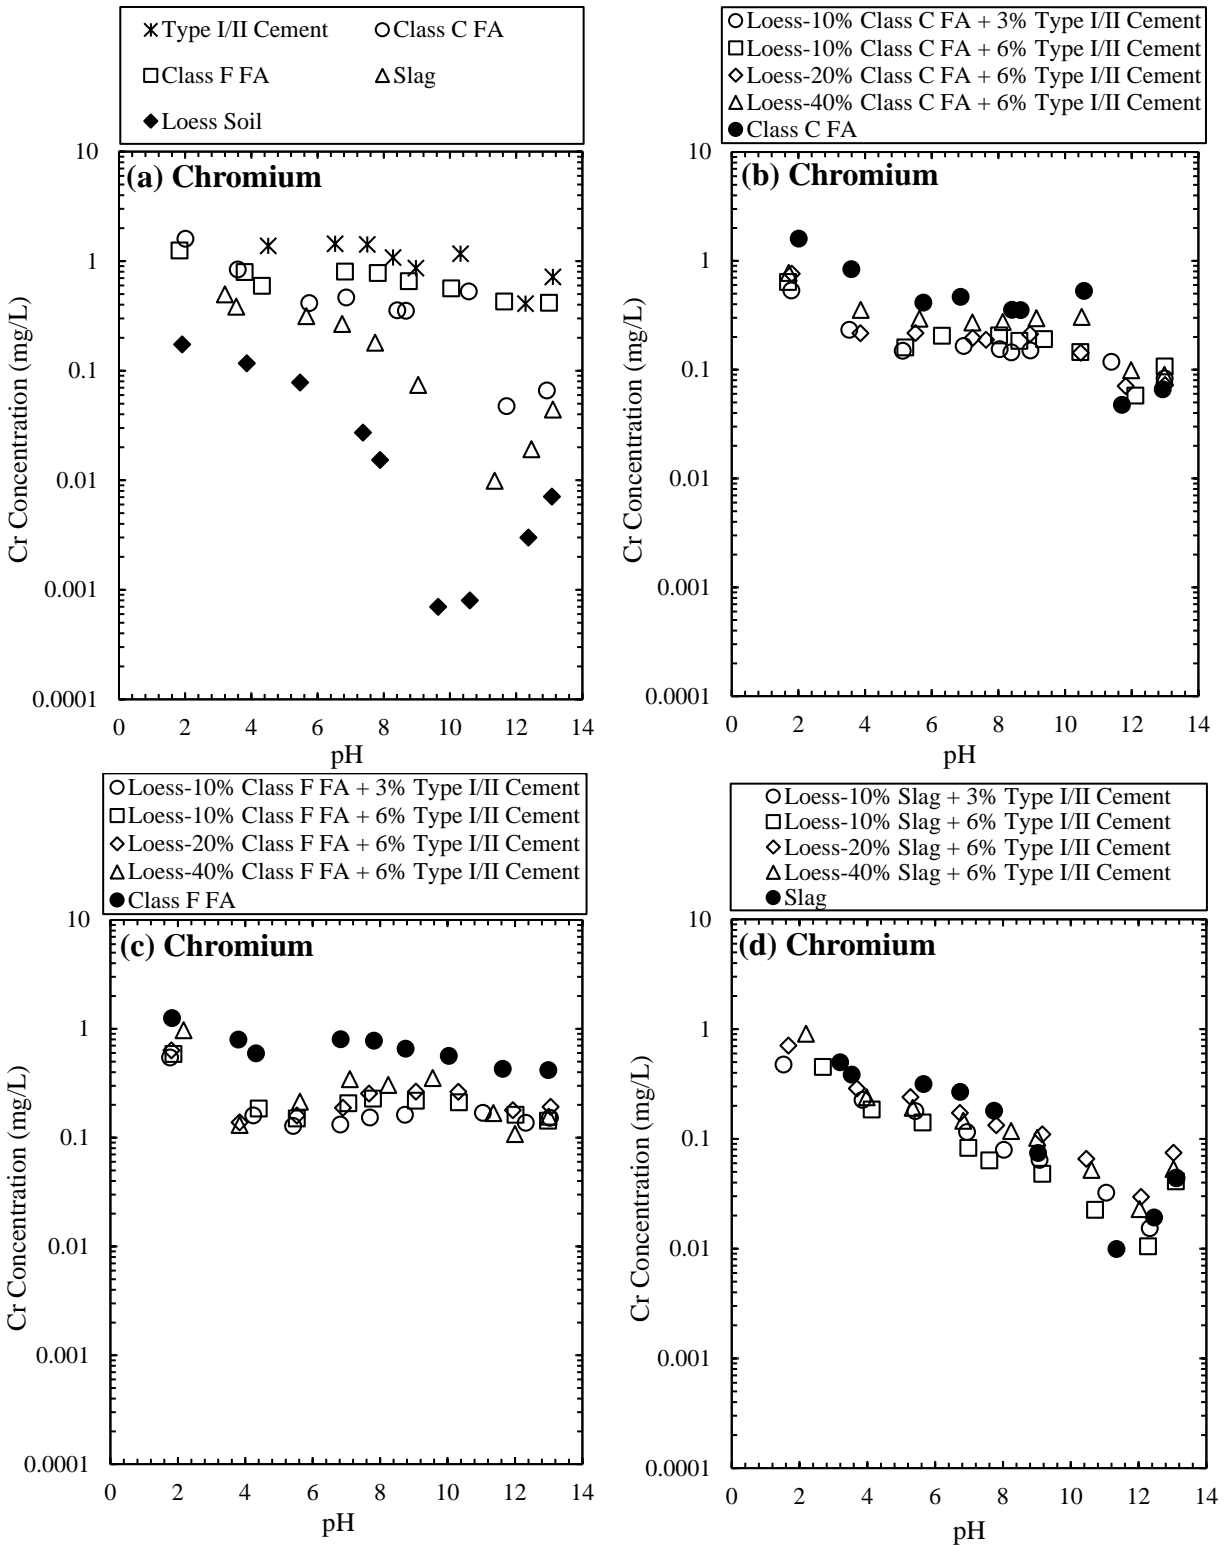 Type I/II Cement
Class C FA
Class F FA
Slag
Loess Soil
10
(a) Chromium
1
0.1
0.01
0.001
0.0001
Cr Concentration (mg/L)
0 2 4 6 8 10 12 14
pH
Loess-10% Class C FA + 3% Type I/II Cement
Loess-10% Class C FA + 6% Type I/II Cement
Loess-20% Class C FA + 6% Type I/II Cement
Loess-40% Class C FA + 6% Type I/II Cement
Class C FA
10
(b) Chromium
1
0.1
0.01
0.001
0.0001
Cr Concentration (mg/L)
0 2 4 6 8 10 12 14
pH
Loess-10% Class F FA + 3% Type I/II Cement
Loess-10% Class F FA + 6% Type I/II Cement
Loess-20% Class F FA + 6% Type I/II Cement
Loess-40% Class F FA + 6% Type I/II Cement
Class F FA
10
(c) Chromium
1
0.1
0.01
0.001
0.0001
Cr Concentration (mg/L)
0 2 4 6 8 10 12 14
pH
Loess-10% Slag + 3% Type I/II Cement
Loess-10% Slag + 6% Type I/II Cement
Loess-20% Slag + 6% Type I/II Cement
Loess-40% Slag + 6% Type I/II Cement
Slag
10
(d) Chromium
1
0.1
0.01
0.001
0.0001
Cr Concentration (mg/L)
0 2 4 6 8 10 12 14
pH